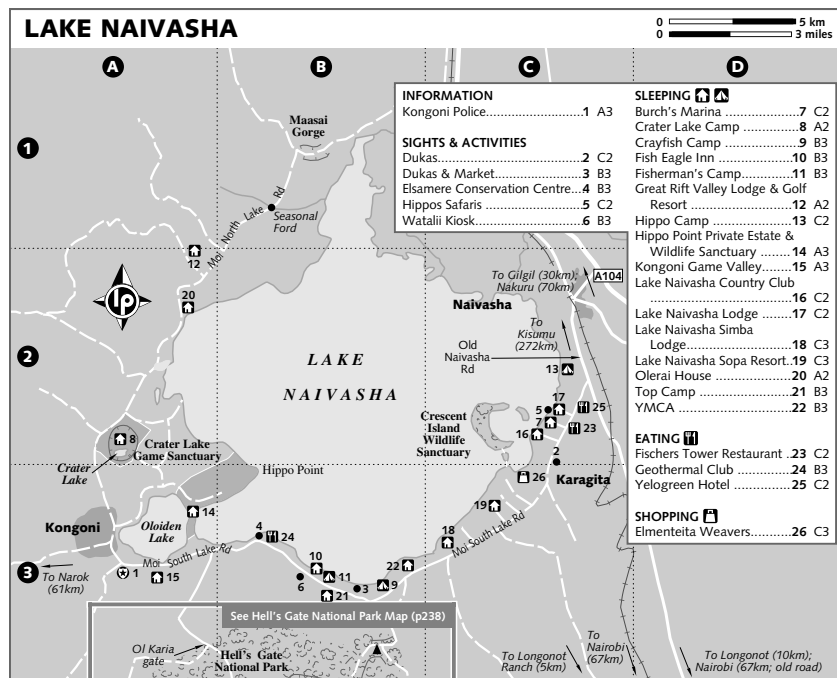 LAKE NAIVASHA
0 5 km
0 3 miles
A B C D
1
2
3
INFORMATION
Kongoni Police....................1 A3
SIGHTS & ACTIVITIES
Dukas...............................2 C2
Dukas & Market..................3 B3
Elsamere Conservation Centre..4 B3
Hippos Safaris ....................5 C2
Watalii Kiosk......................6 B3
SLEEPING
Burch's Marina ....................7 C2
Crater Lake Camp ................8 A2
Crayfish Camp ....................9 B3
Fish Eagle Inn ....................10 B3
Fisherman's Camp................11 B3
Great Rift Valley Lodge & Golf
Resort ..............................12 A2
Hippo Camp .......................13 C2
Hippo Point Private Estate &
Wildlife Sanctuary ................14 A3
Kongoni Game Valley............15 A3
Lake Naivasha Country Club
......................................16 C2
Lake Naivasha Lodge ............17 C2
Lake Naivasha Simba
Lodge...............................18 C3
Lake Naivasha Sopa Resort..19 C3
Olerai House ......................20 A2
Top Camp ..........................21 B3
YMCA ...............................22 B3
EATING
Fischers Tower Restaurant ..23 C2
Geothermal Club .................24 B3
Yelogreen Hotel ..................25 C2
SHOPPING
Elmenteita Weavers..............26 C3
Maasai
Gorge
Moi North Lake Rd
Seasonal
Ford
12
lp
20
To Gilgil (30km);
Nakuru (70km)
A104
Naivasha
To
Kisumu
(272km)
Old
Naivasha
Rd
13
LAKE
NAIVASHA
17
5
25
7
16
23
Crescent
Island
Wildlife
Sanctuary
2
Karagita
26
8
Crater Lake
Game Sanctuary
Crater
Lake
Hippo Point
Kongoni
Oloiden
Lake
14
4
24
19
18
Moi South Lake Rd
Moi South Lake Rd
To Narok
(61km)
1
15
10
11
6
21
3
22
9
See Hell's Gate National Park Map (p238)
Ol Karia
gate
Hell's Gate
National Park
To Longonot
Ranch (5km)
To
Nairobi
(67km)
To Longonot (10km);
Nairobi (67km; old road)